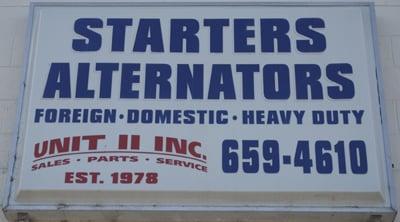 STARTERS
ALTERNATORS
FOREIGN · DOMESTIC · HEAVY DUTY
UNIT II INC.
SALES · PARTS · SERVICE
EST. 1978
659-4610